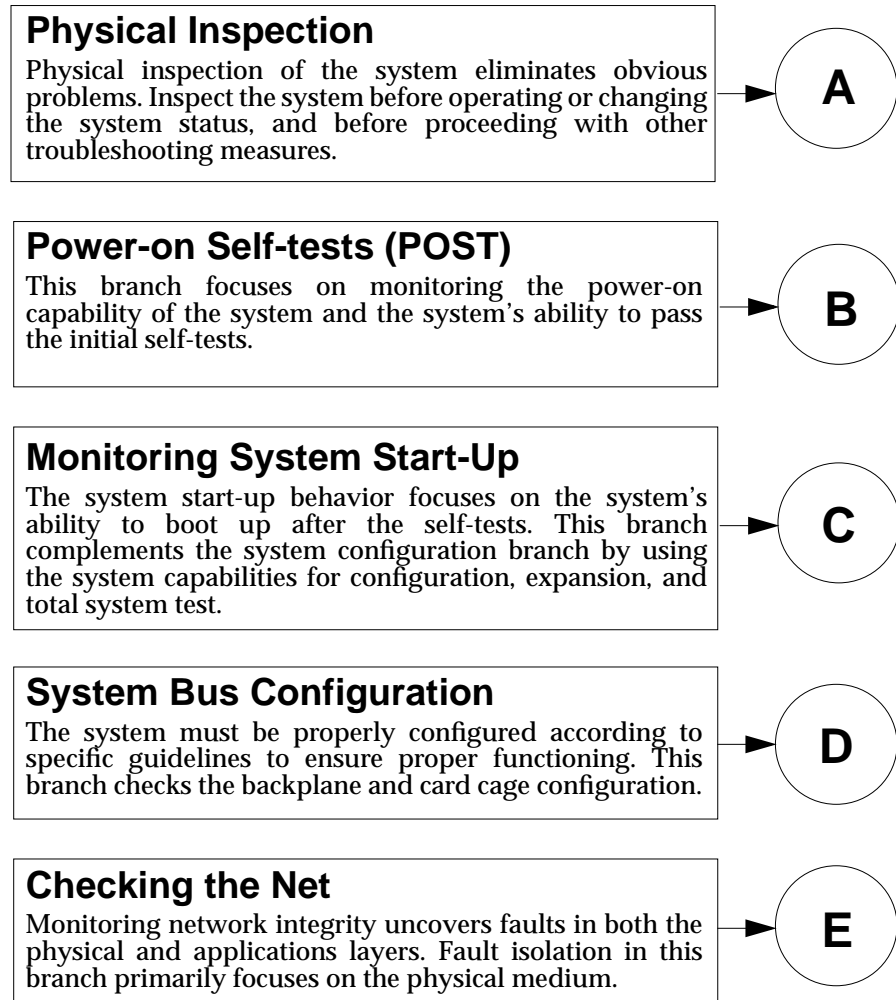 Physical Inspection
Physical inspection of the system eliminates obvious
problems. Inspect the system before operating or changing
the system status, and before proceeding with other
troubleshooting measures.
A
Power-on Self-tests (POST)
This branch focuses on monitoring the power-on
capability of the system and the system's ability to pass
the initial self-tests.
B
Monitoring System Start-Up
The system start-up behavior focuses on the system's
ability to boot up after the self-tests. This branch
complements the system configuration branch by using
the system capabilities for configuration, expansion, and
total system test.
C
System Bus Configuration
The system must be properly configured according to
specific guidelines to ensure proper functioning. This
branch checks the backplane and card cage configuration.
D
Checking the Net
Monitoring network integrity uncovers faults in both the
physical and applications layers. Fault isolation in this
branch primarily focuses on the physical medium.
E